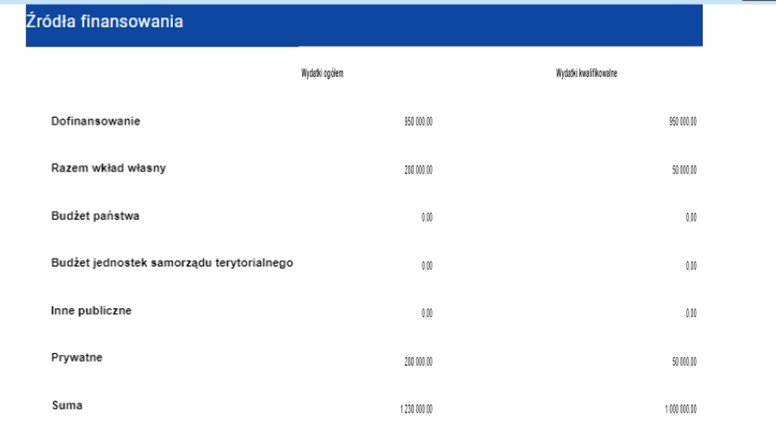 Źródła finansowania
Wydatki ogółem Wydatki kwalifikowalne
Dofinansowanie 950 000,00 950 000,00
Razem wkład własny 280 000,00 50 000,00
Budżet państwa 0,00 0,00
Budżet jednostek samorządu terytorialnego 0,00 0,00
Inne publiczne 0,00 0,00
Prywatne 280 000,00 50 000,00
Suma 1 230 000,00 1 000 000,00